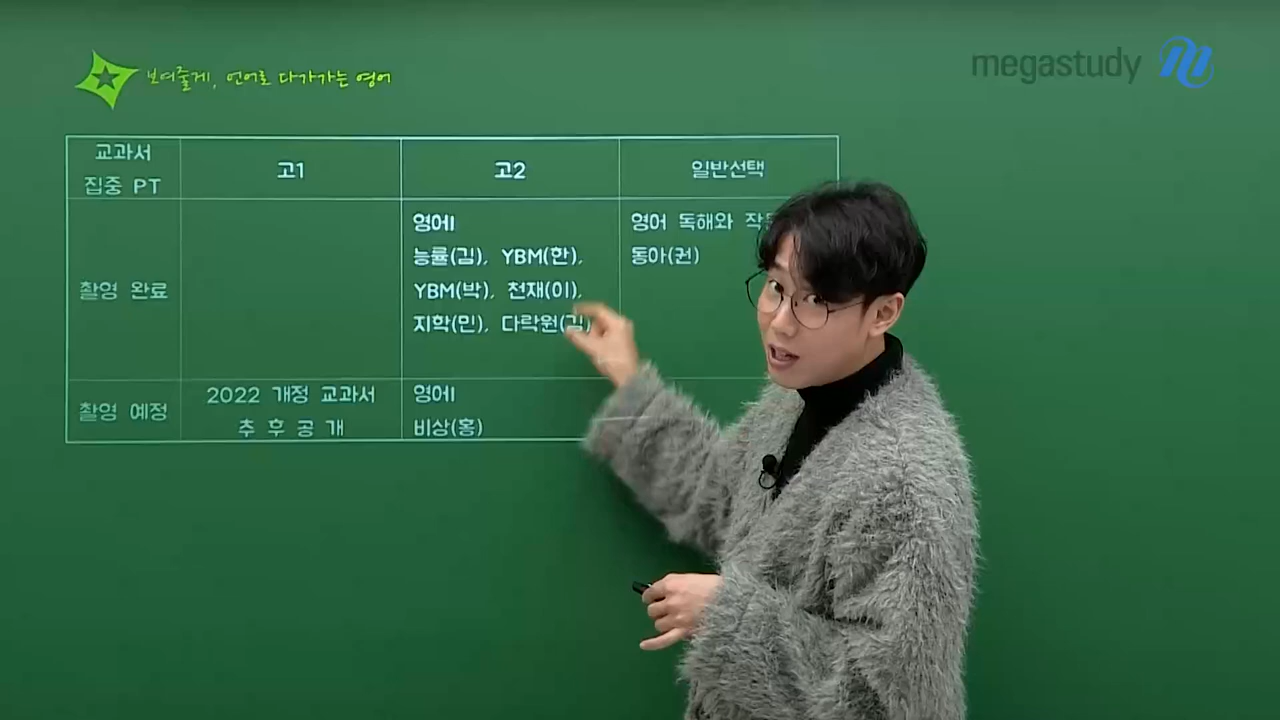 보여줄게, 언어로 다가가는 영어
megastudy
교과서
집중 PT
고1
고2
일반선택
촬영 완료
영어Ⅰ
능률(김), YBM(한),
YBM(박), 천재(이),
지학(민), 다락원(김)
영어 독해와
동아(권)
촬영 예정
2022 개정 교과서
추후공개
영어Ⅰ
비상(홍)